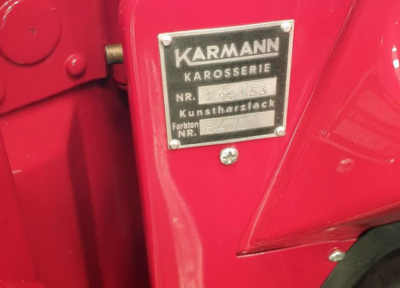 KARMANN
KAROSSERIE
NR.
Kunstharzlack
Farbton
NR.